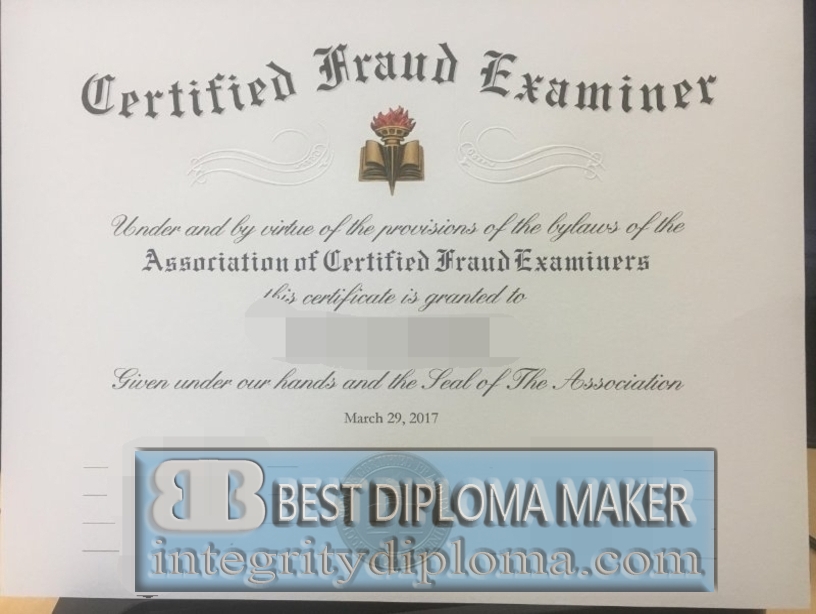 Certified Fraud Examiner
Under and by virtue of the provisions of the bylaws of the
Association of Certified Fraud Examiners
this certificate is granted to
Given under our hands and the Seal of The Association
March 29, 2017
BB BEST DIPLOMA MAKER
integritydiploma.com